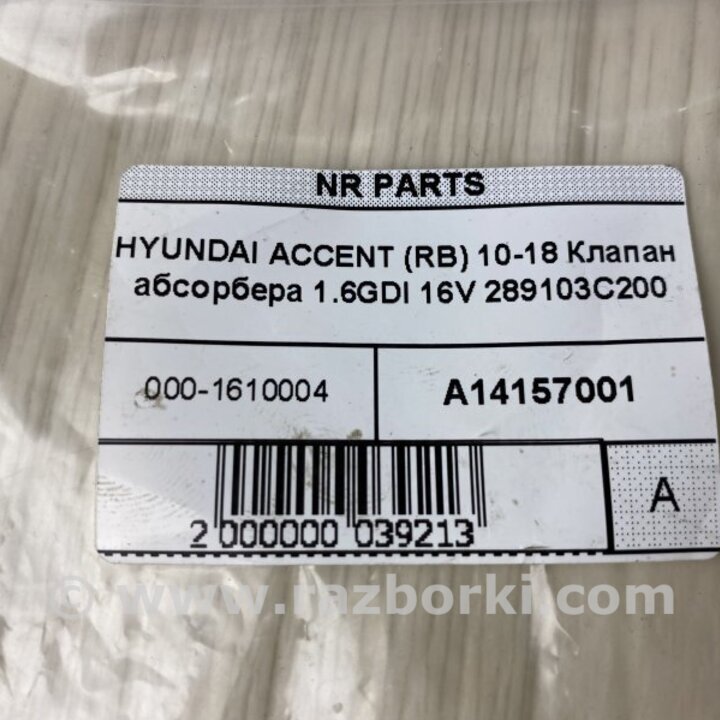 NR PARTS
HYUNDAI ACCENT (RB) 10-18 Клапан
абсорбера 1.6GDI 16V 289103C200
000-1610004
A14157001
2 000000 039213
A
© www.razborki.com